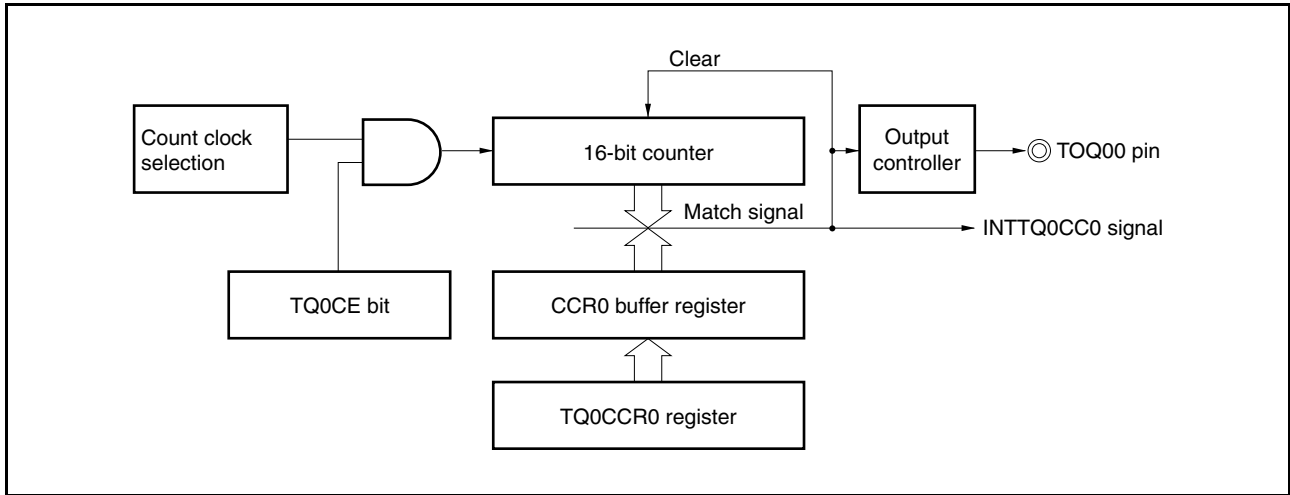 Clear
Count clock
selection
16-bit counter
Output
controller
TOQ00 pin
Match signal
INTTQ0CC0 signal
TQ0CE bit
CCR0 buffer register
TQ0CCR0 register